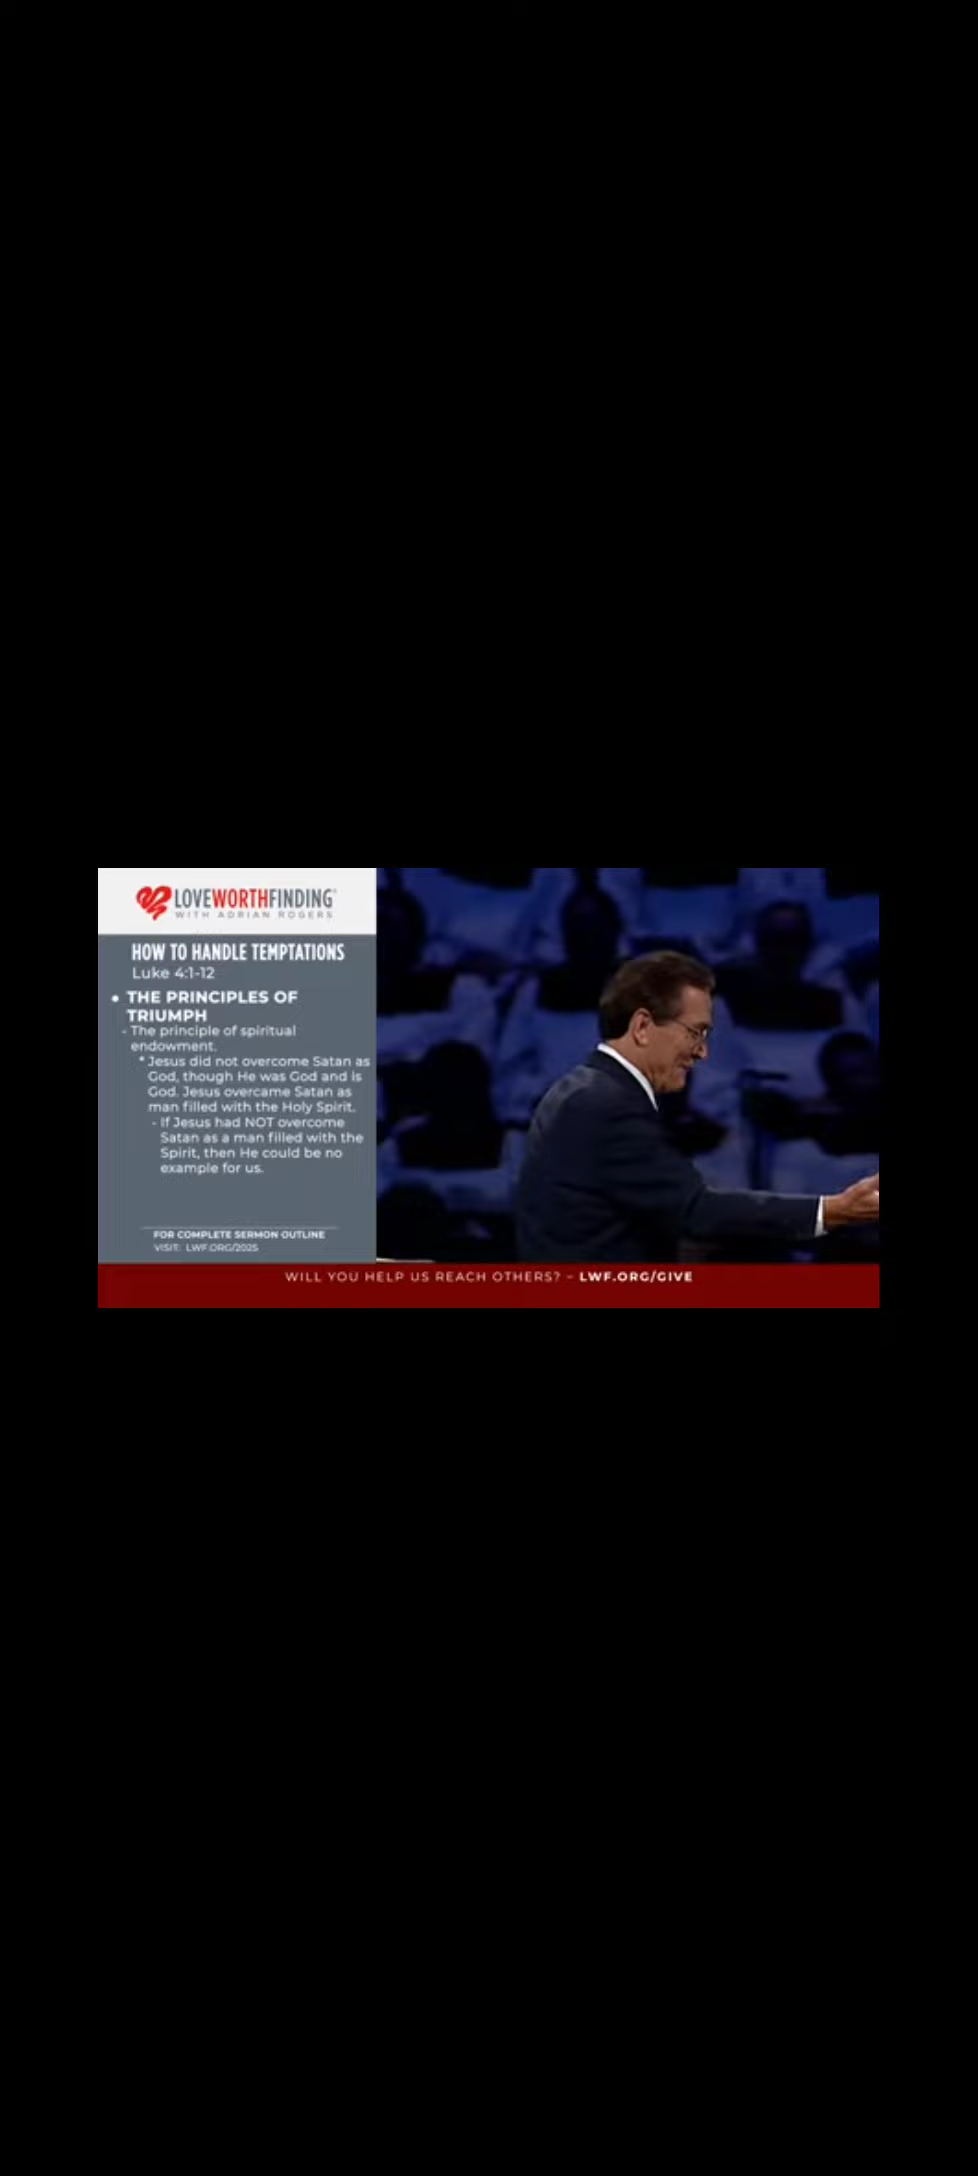 LOVEWORTHFINDING
WITH ADRIAN ROGERS
HOW TO HANDLE TEMPTATIONS
Luke 4:1-12
• THE PRINCIPLES OF
TRIUMPH
- The principle of spiritual
endowment.
* Jesus did not overcome Satan as
God, though He was God and is
God. Jesus overcame Satan as
man filled with the Holy Spirit.
- If Jesus had NOT overcome
Satan as a man filled with the
Spirit, then He could be no
example for us.
FOR COMPLETE SERMON OUTLINE
VISIT: LWF.ORG/2025
WILL YOU HELP US REACH OTHERS? – LWF.ORG/GIVE